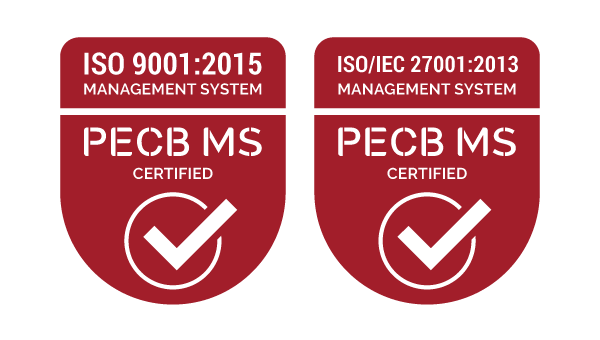 ISO 9001:2015
MANAGEMENT SYSTEM
PECB MS
CERTIFIED
ISO/IEC 27001:2013
MANAGEMENT SYSTEM
PECB MS
CERTIFIED